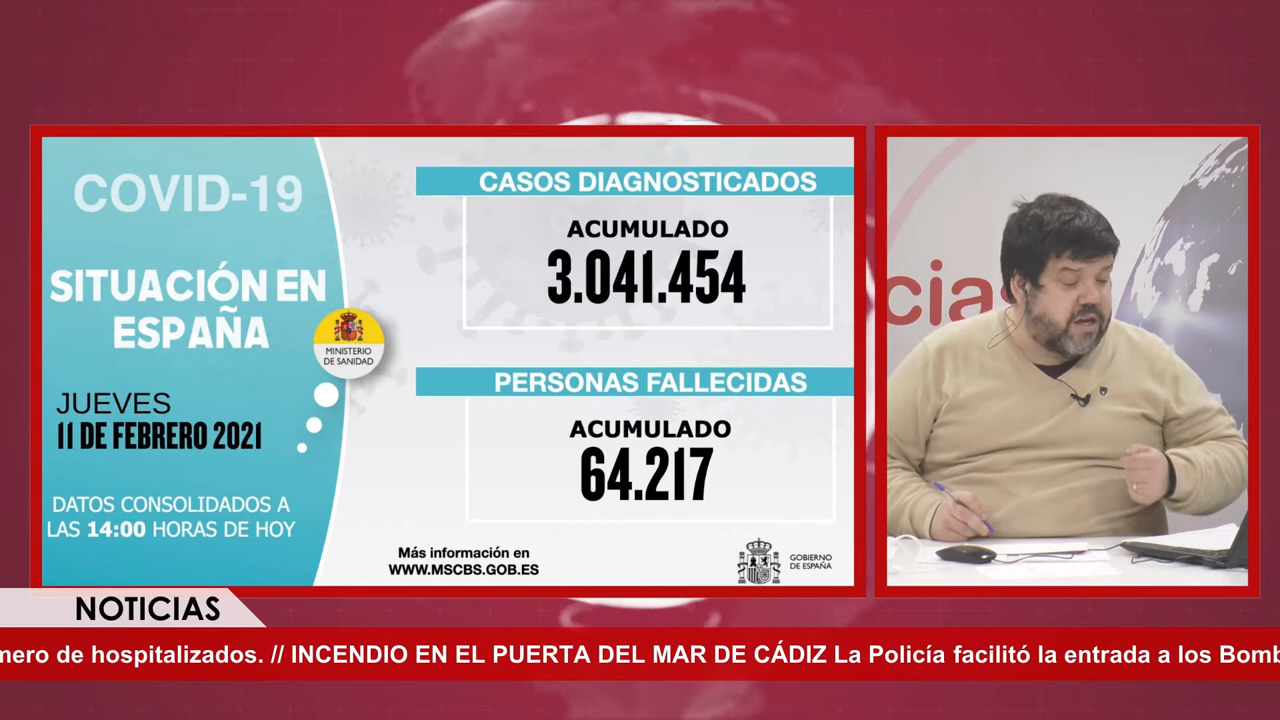 COVID-19
SITUACIÓN EN
ESPAÑA
JUEVES
11 DE FEBRERO 2021
DATOS CONSOLIDADOS A
LAS 14:00 HORAS DE HOY
MINISTERIO
DE SANIDAD
CASOS DIAGNOSTICADOS
ACUMULADO
3.041.454
PERSONAS FALLECIDAS
ACUMULADO
64.217
Más información en
WWW.MSCBS.GOB.ES
GOBIERNO
DE ESPAÑA
cias
NOTICIAS
mero de hospitalizados. // INCENDIO EN EL PUERTA DEL MAR DE CÁDIZ La Policía facilitó la entrada a los Bomb